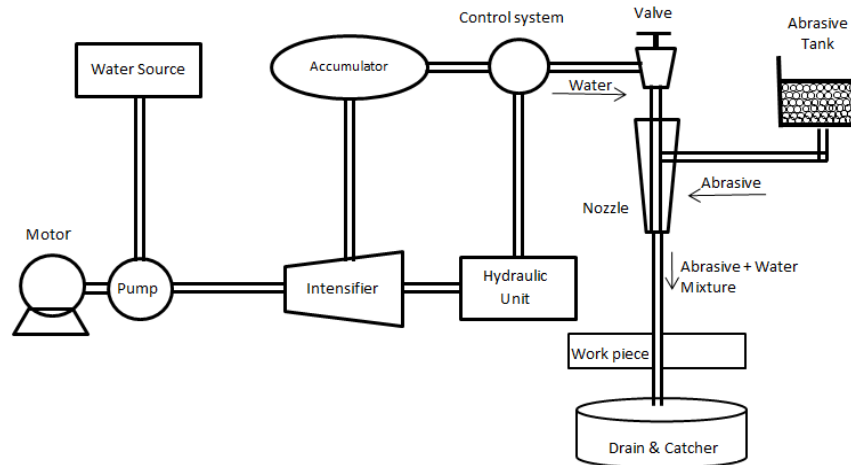 Control system
Valve
Abrasive
Tank
Water Source
Accumulator
Water
Abrasive
Nozzle
Motor
Pump
Intensifier
Hydraulic
Unit
Abrasive + Water
Mixture
Work piece
Drain & Catcher